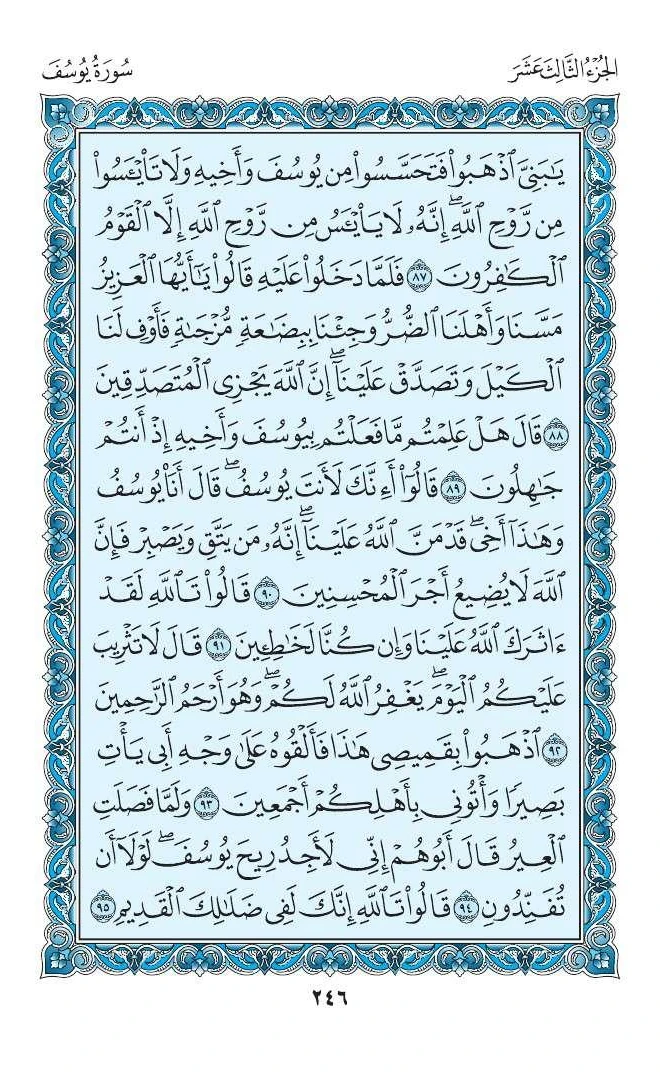 الجُزْءُ الثَّالِثَ عَشَرَ
سُورَةُ يُوسُفَ
يَٰبَنِيَّ ٱذْهَبُوا۟ فَتَحَسَّسُوا۟ مِن يُوسُفَ وَأَخِيهِ وَلَا تَا۟يْـَٔسُوا۟
مِن رَّوْحِ ٱللَّهِ ۖ إِنَّهُۥ لَا يَا۟يْـَٔسُ مِن رَّوْحِ ٱللَّهِ إِلَّا ٱلْقَوْمُ
ٱلْكَٰفِرُونَ ٨٧ فَلَمَّا دَخَلُوا۟ عَلَيْهِ قَالُوا۟ يَٰٓأَيُّهَا ٱلْعَزِيزُ
مَسَّنَا وَأَهْلَنَا ٱلضُّرُّ وَجِئْنَا بِبِضَٰعَةٍ مُّزْجَىٰةٍ فَأَوْفِ لَنَا
ٱلْكَيْلَ وَتَصَدَّقْ عَلَيْنَآ ۖ إِنَّ ٱللَّهَ يَجْزِى ٱلْمُتَصَدِّقِينَ
٨٨ قَالَ هَلْ عَلِمْتُم مَّا فَعَلْتُم بِيُوسُفَ وَأَخِيهِ إِذْ أَنتُمْ
جَٰهِلُونَ ٨٩ قَالُوٓا۟ أَءِنَّكَ لَأَنتَ يُوسُفُ ۖ قَالَ أَنَا۠ يُوسُفُ
وَهَٰذَآ أَخِى ۖ قَدْ مَنَّ ٱللَّهُ عَلَيْنَآ ۖ إِنَّهُۥ مَن يَتَّقِ وَيَصْبِرْ فَإِنَّ
ٱللَّهَ لَا يُضِيعُ أَجْرَ ٱلْمُحْسِنِينَ ٩٠ قَالُوا۟ تَٱللَّهِ لَقَدْ
ءَاثَرَكَ ٱللَّهُ عَلَيْنَا وَإِن كُنَّا لَخَٰطِـِٔينَ ٩١ قَالَ لَا تَثْرِيبَ
عَلَيْكُمُ ٱلْيَوْمَ ۖ يَغْفِرُ ٱللَّهُ لَكُمْ ۖ وَهُوَ أَرْحَمُ ٱلرَّٰحِمِينَ
٩٢ ٱذْهَبُوا۟ بِقَمِيصِى هَٰذَا فَأَلْقُوهُ عَلَىٰ وَجْهِ أَبِى يَأْتِ
بَصِيرًا وَأْتُونِى بِأَهْلِكُمْ أَجْمَعِينَ ٩٣ وَلَمَّا فَصَلَتِ
ٱلْعِيرُ قَالَ أَبُوهُمْ إِنِّى لَأَجِدُ رِيحَ يُوسُفَ ۖ لَوْلَآ أَن
تُفَنِّدُونِ ٩٤ قَالُوا۟ تَٱللَّهِ إِنَّكَ لَفِى ضَلَٰلِكَ ٱلْقَدِيمِ ٩٥
٢٤٦